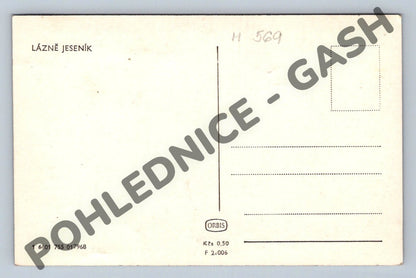 M 569
LÁZNĚ JESENÍK
POHLEDNICE - GASH
ORBIS
Kčs 0,50
F 2.006